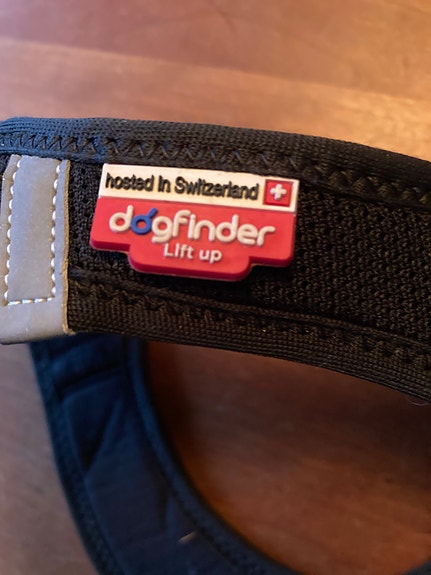 hosted in Switzerland
dogfinder
Lift up